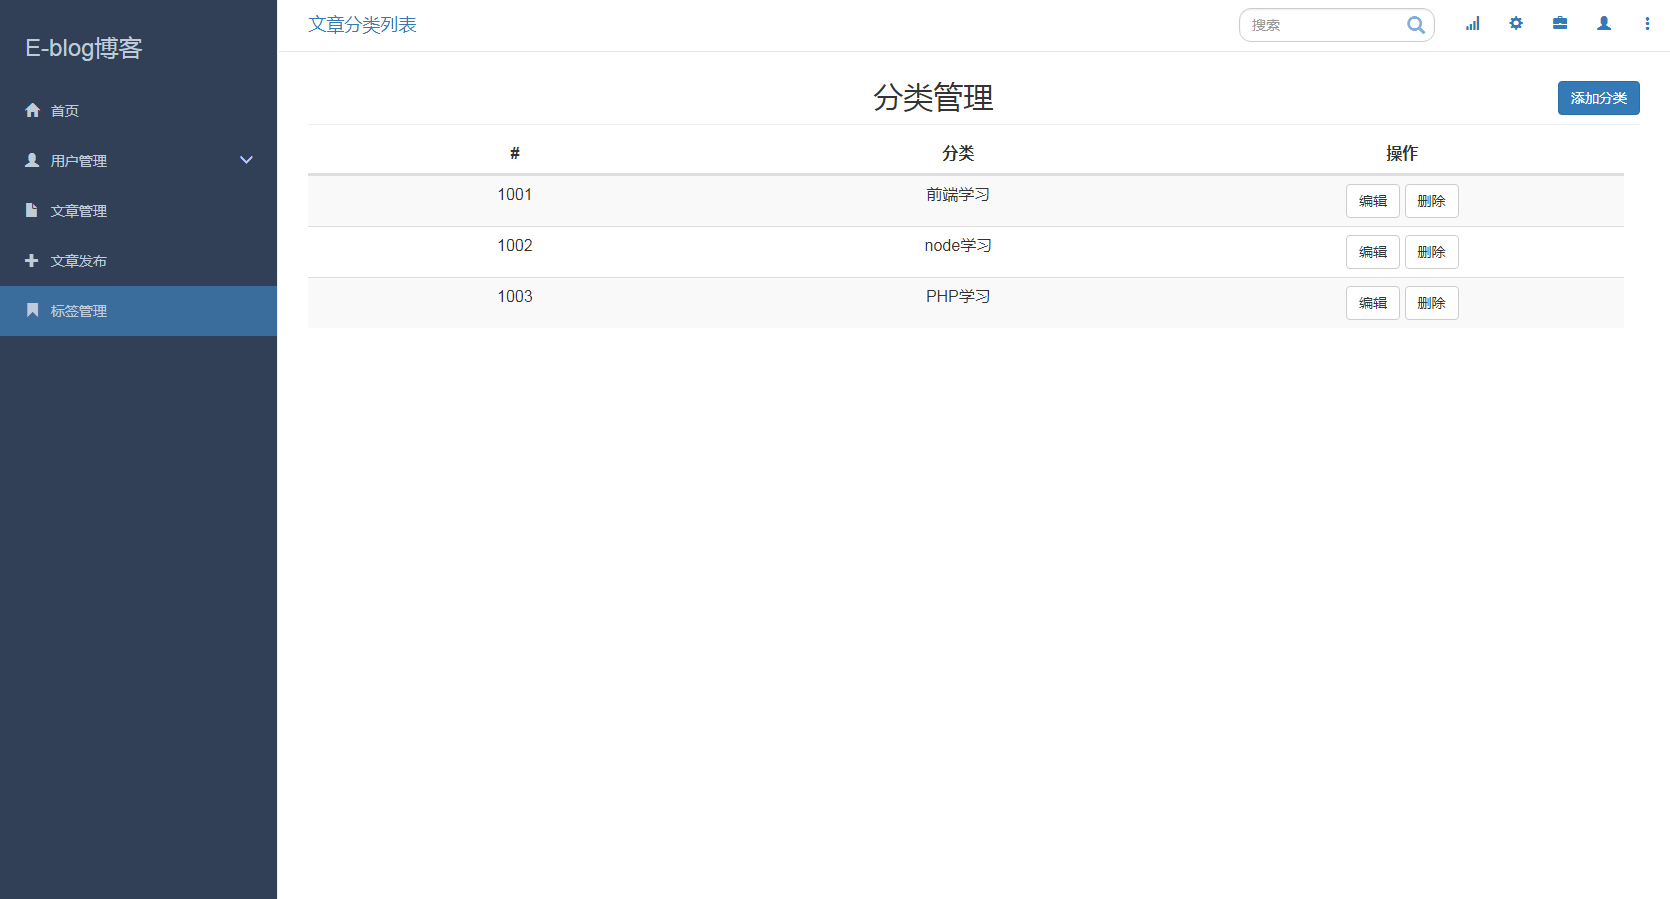 E-blog博客
首页
用户管理
文章管理
文章发布
标签管理
文章分类列表
搜索
分类管理
添加分类
# 分类 操作
1001 前端学习 编辑 删除
1002 node学习 编辑 删除
1003 PHP学习 编辑 删除